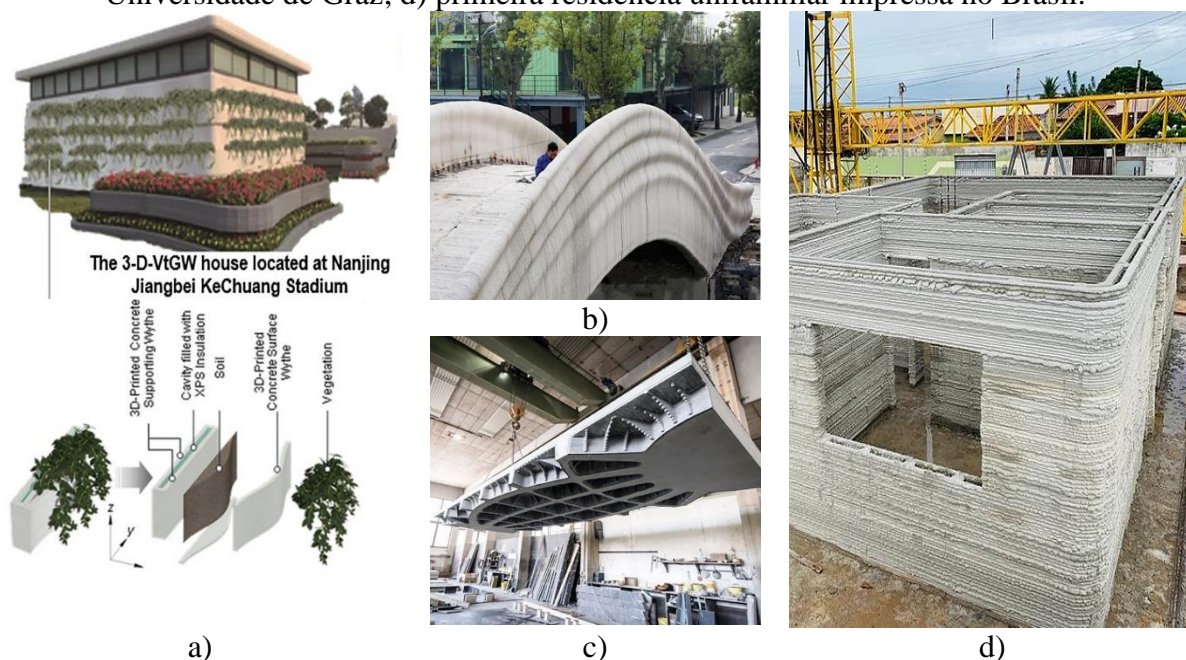 Universidade de Graz; d) primeira residência unifamiliar impressa no Brasil.
The 3-D-VtGW house located at Nanjing
Jiangbei KeChuang Stadium
3D-Printed Concrete
Supporting Wythe
Cavity filled with
XPS Insulation
Soil
3D-Printed
Concrete Surface
Wythe
Vegetation
z
y
a)
b)
c)
d)